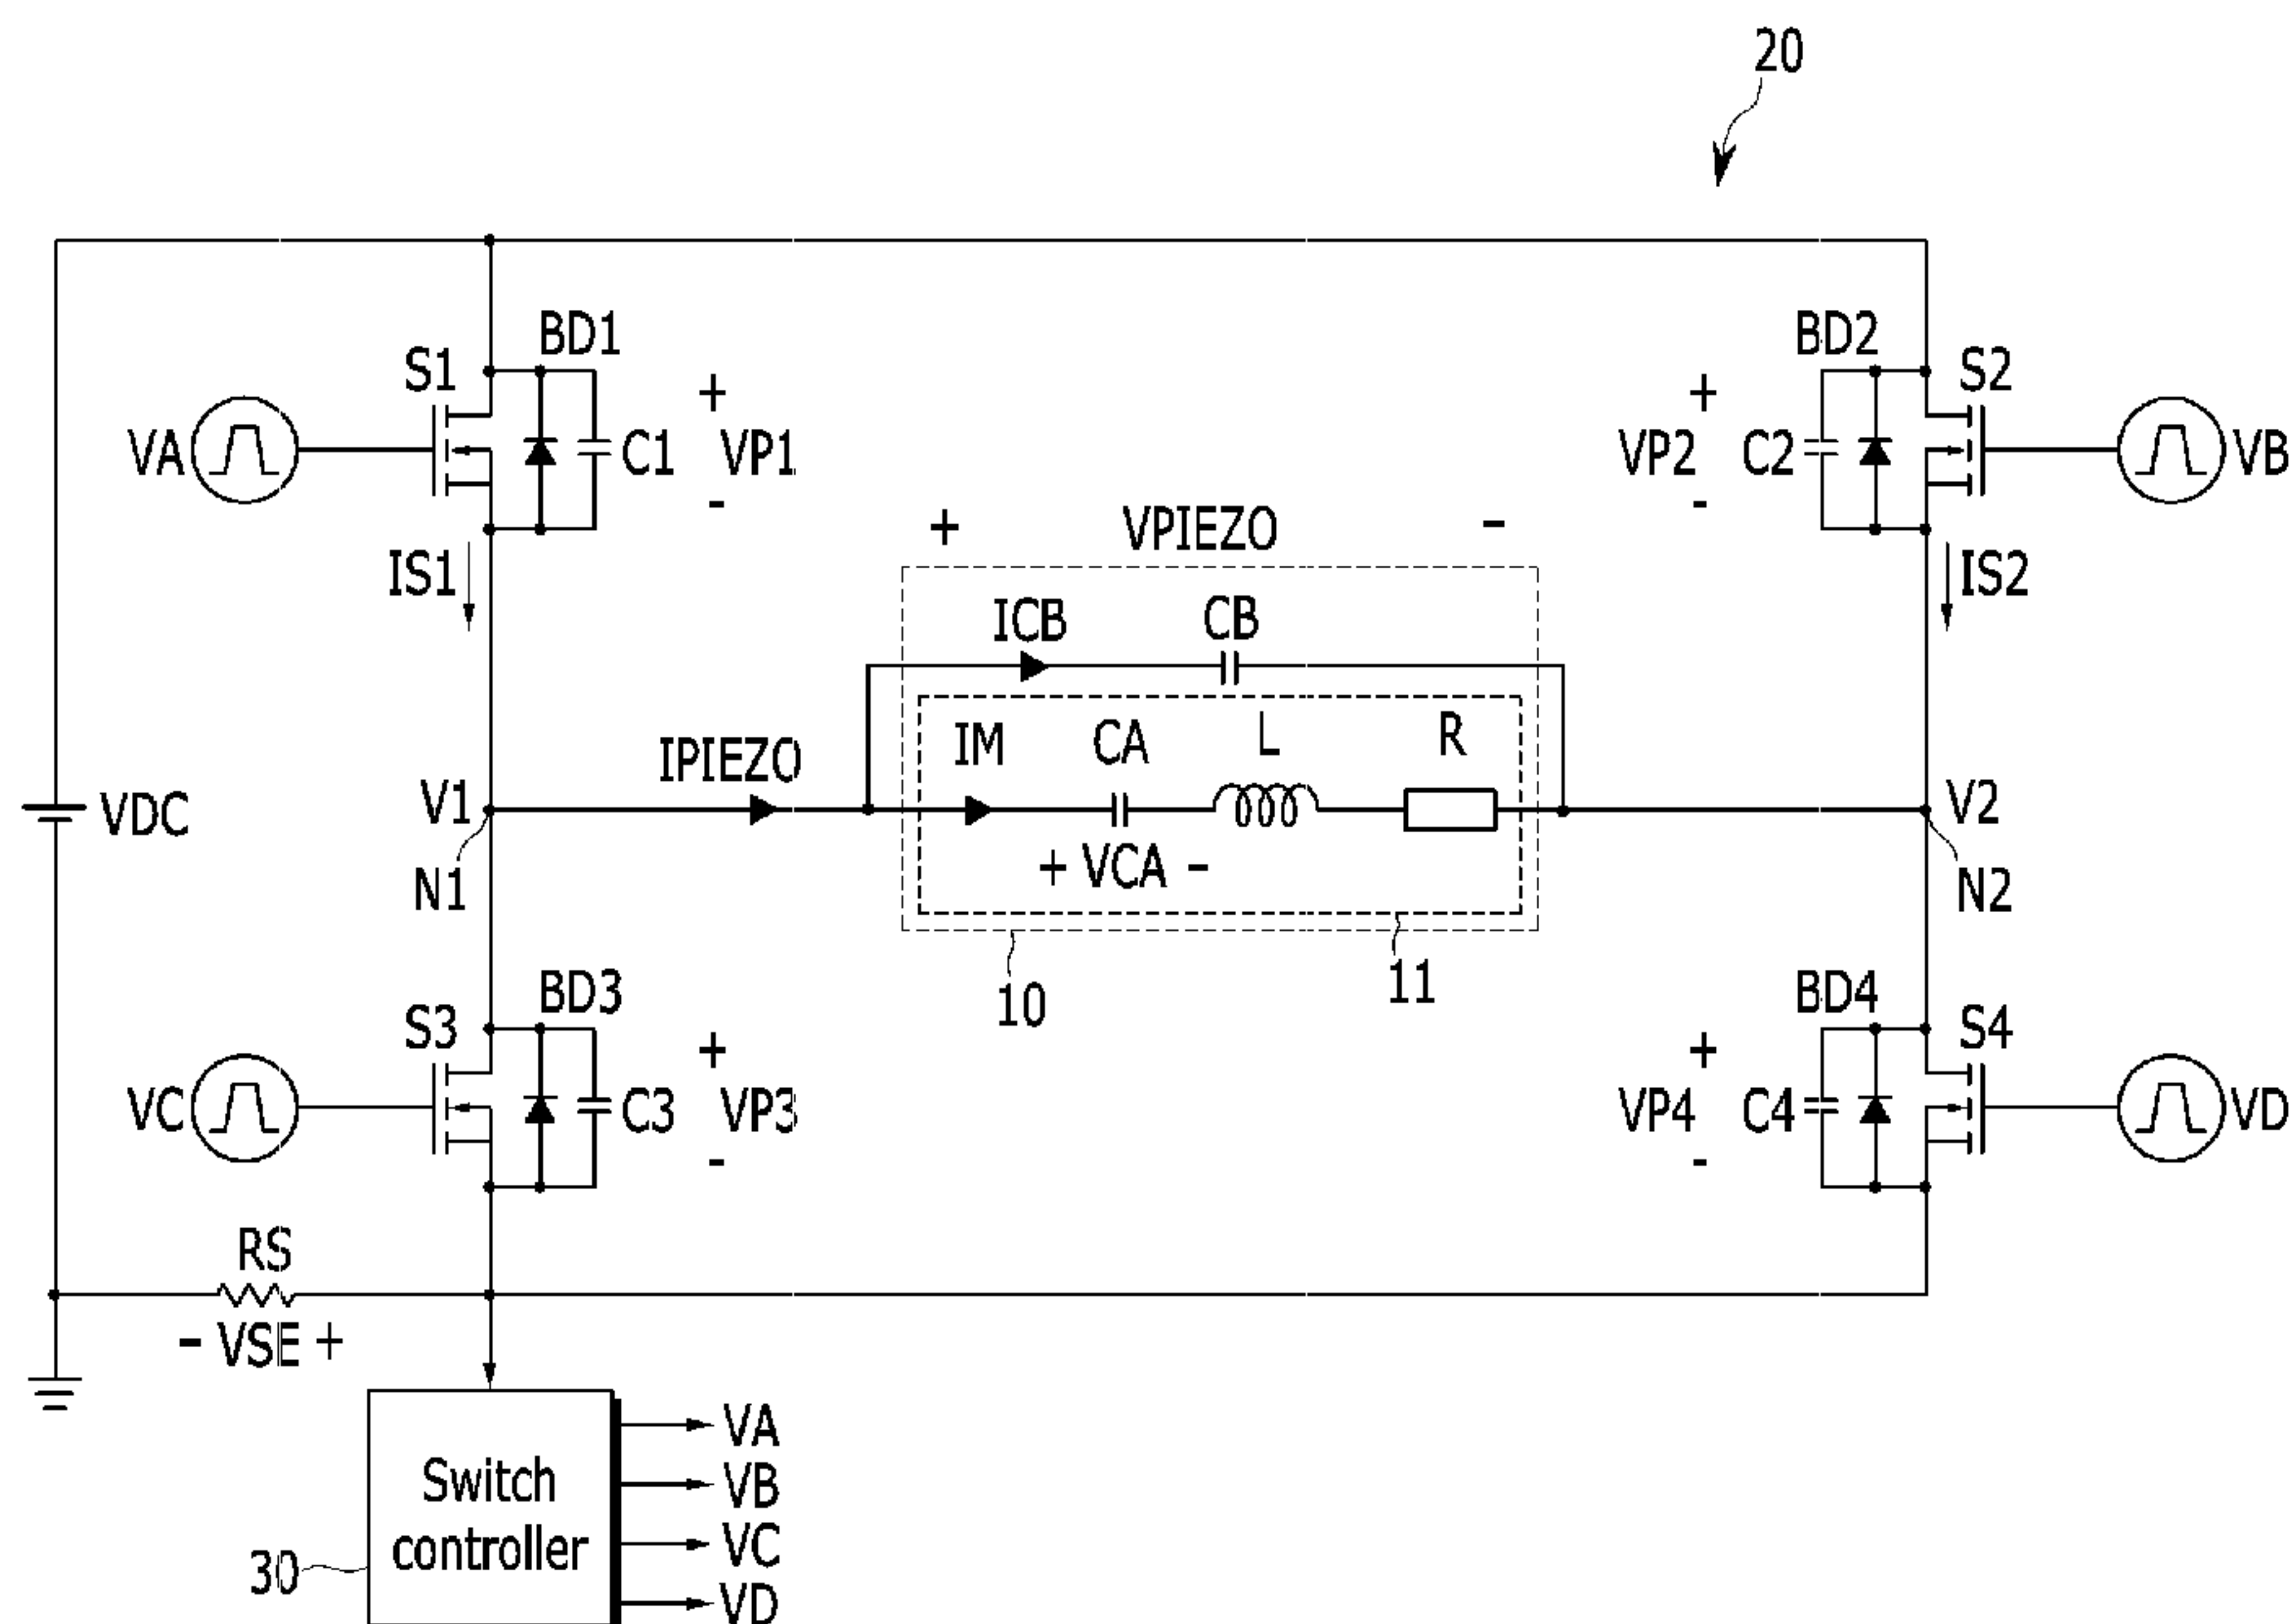 20
BD1
BD2
S1
S2
+
+
VA
C1
VP1
VP2
C2
VB
-
-
+
VPIEZO
-
IS1
IS2
ICB
CB
IM
CA
L
R
IPIEZO
VDC
V1
V2
+ VCA -
N1
N2
10
11
BD3
BD4
S3
S4
+
+
VC
C3
VP3
VP4
C4
VD
-
-
RS
- VSE +
Switch
controller
30
VA
VB
VC
VD